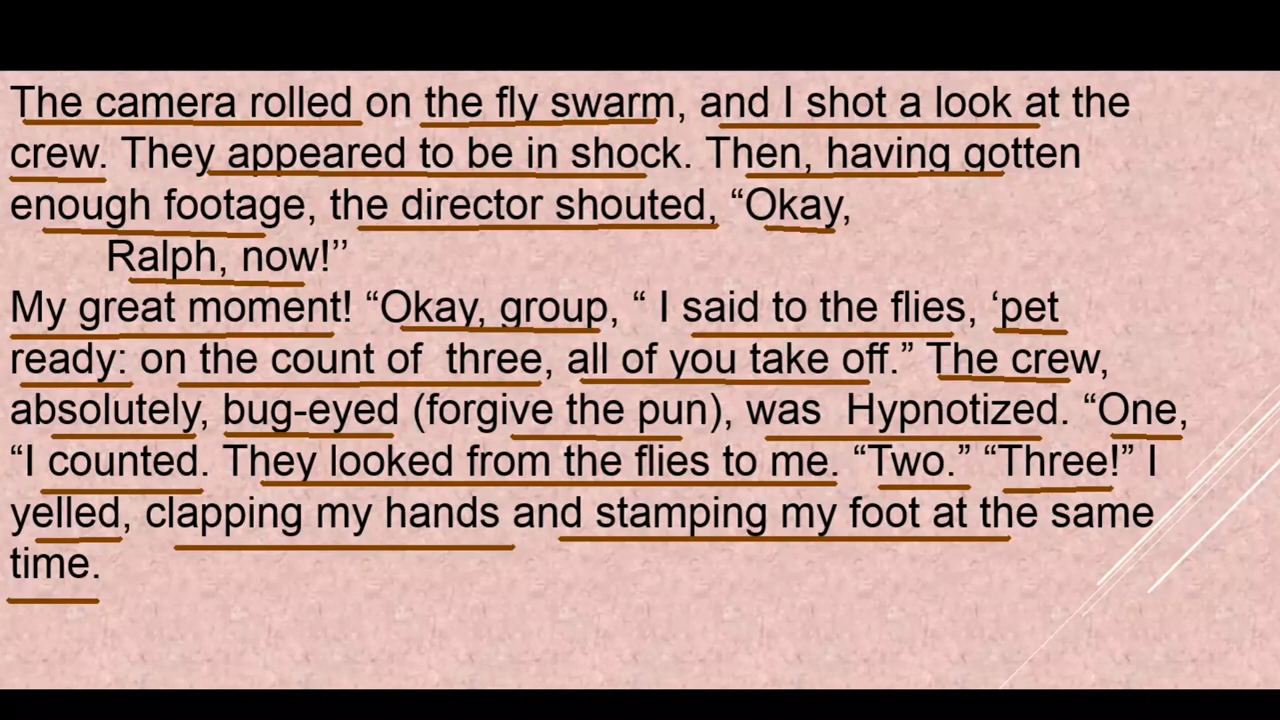 The camera rolled on the fly swarm, and I shot a look at the
crew. They appeared to be in shock. Then, having gotten
enough footage, the director shouted, “Okay,
Ralph, now!’’
My great moment! “Okay, group, “ I said to the flies, ‘pet
ready: on the count of three, all of you take off.” The crew,
absolutely, bug-eyed (forgive the pun), was Hypnotized. “One,
“I counted. They looked from the flies to me. “Two.” “Three!” I
yelled, clapping my hands and stamping my foot at the same
time.